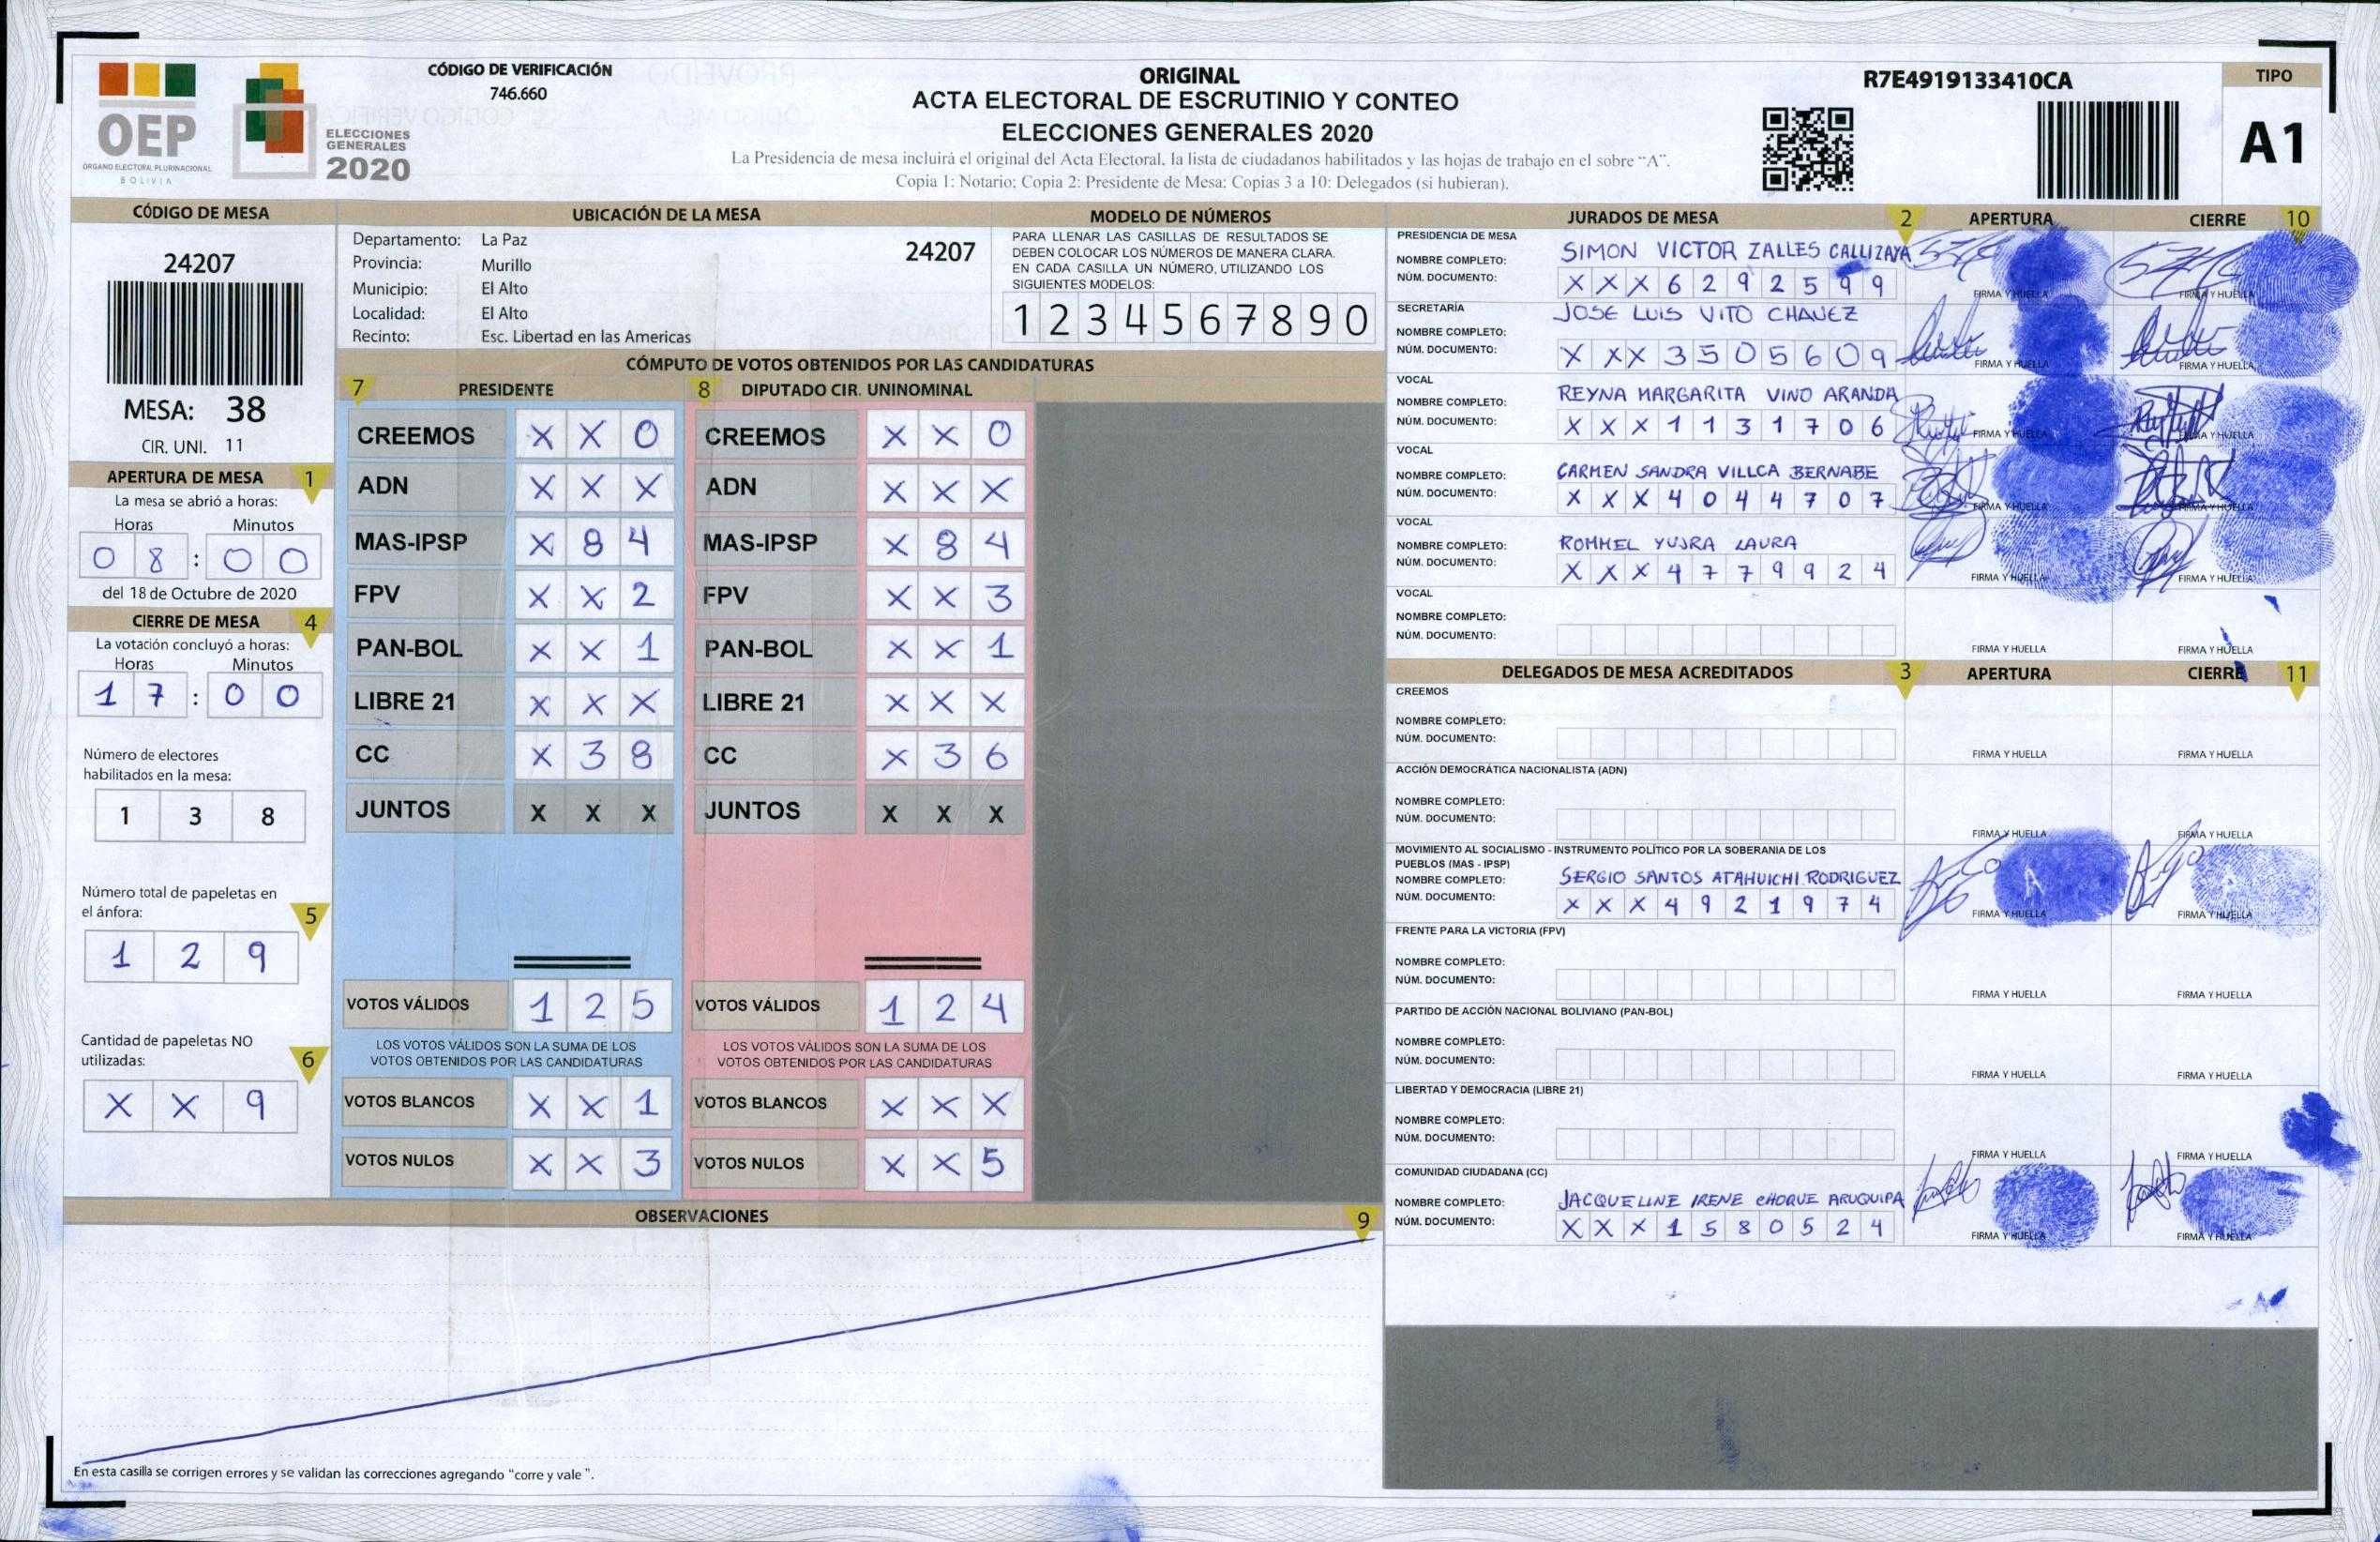 CÓDIGO DE VERIFICACIÓN
746.660
OEP
ÓRGANO ELECTORAL PLURINACIONAL
BOLIVIA
ELECCIONES
GENERALES
2020
ORIGINAL
ACTA ELECTORAL DE ESCRUTINIO Y CONTEO
ELECCIONES GENERALES 2020
La Presidencia de mesa incluirá el original del Acta Electoral, la lista de ciudadanos habilitados y las hojas de trabajo en el sobre "A".
Copia 1: Notario; Copia 2: Presidente de Mesa; Copias 3 a 10: Delegados (si hubieran).
R7E4919133410CA
TIPO
A1
CÓDIGO DE MESA
24207
MESA: 38
CIR. UNI. 11
APERTURA DE MESA 1
La mesa se abrió a horas:
Horas Minutos
0 8 : 0 0
del 18 de Octubre de 2020
CIERRE DE MESA 4
La votación concluyó a horas:
Horas Minutos
1 7 : 0 0
Número de electores
habilitados en la mesa:
1 3 8
Número total de papeletas en
el ánfora: 5
1 2 9
Cantidad de papeletas NO
utilizadas: 6
X X 9
UBICACIÓN DE LA MESA
Departamento: La Paz 24207
Provincia: Murillo
Municipio: El Alto
Localidad: El Alto
Recinto: Esc. Libertad en las Americas
MODELO DE NÚMEROS
PARA LLENAR LAS CASILLAS DE RESULTADOS SE
DEBEN COLOCAR LOS NÚMEROS DE MANERA CLARA.
EN CADA CASILLA UN NÚMERO, UTILIZANDO LOS
SIGUIENTES MODELOS:
1 2 3 4 5 6 7 8 9 0
CÓMPUTO DE VOTOS OBTENIDOS POR LAS CANDIDATURAS
7 PRESIDENTE 8 DIPUTADO CIR. UNINOMINAL
CREEMOS X X 0 CREEMOS X X 0
ADN X X X ADN X X X
MAS-IPSP X 8 4 MAS-IPSP X 8 4
FPV X X 2 FPV X X 3
PAN-BOL X X 1 PAN-BOL X X 1
LIBRE 21 X X X LIBRE 21 X X X
CC X 3 8 CC X 3 6
JUNTOS X X X JUNTOS X X X
VOTOS VÁLIDOS 1 2 5 VOTOS VÁLIDOS 1 2 4
LOS VOTOS VÁLIDOS SON LA SUMA DE LOS LOS VOTOS VÁLIDOS SON LA SUMA DE LOS
VOTOS OBTENIDOS POR LAS CANDIDATURAS VOTOS OBTENIDOS POR LAS CANDIDATURAS
VOTOS BLANCOS X X 1 VOTOS BLANCOS X X X
VOTOS NULOS X X 3 VOTOS NULOS X X 5
OBSERVACIONES 9
En esta casilla se corrigen errores y se validan las correcciones agregando "corre y vale".
JURADOS DE MESA 2 APERTURA CIERRE 10
PRESIDENCIA DE MESA
NOMBRE COMPLETO: SIMON VICTOR ZALLES CALLIZAYA
NÚM. DOCUMENTO: X X X 6 2 9 2 5 9 9 FIRMA Y HUELLA FIRMA Y HUELLA
SECRETARÍA
NOMBRE COMPLETO: JOSE LUIS VITO CHAVEZ
NÚM. DOCUMENTO: X X X 3 5 0 5 6 0 9 FIRMA Y HUELLA FIRMA Y HUELLA
VOCAL
NOMBRE COMPLETO: REYNA MARGARITA VINO ARANDA
NÚM. DOCUMENTO: X X X 1 1 3 1 7 0 6 FIRMA Y HUELLA FIRMA Y HUELLA
VOCAL
NOMBRE COMPLETO: CARMEN SANDRA VILLCA BERNABE
NÚM. DOCUMENTO: X X X 4 0 4 4 7 0 7 FIRMA Y HUELLA FIRMA Y HUELLA
VOCAL
NOMBRE COMPLETO: ROMMEL YUJRA LAURA
NÚM. DOCUMENTO: X X X 4 7 7 9 9 2 4 FIRMA Y HUELLA FIRMA Y HUELLA
VOCAL
NOMBRE COMPLETO:
NÚM. DOCUMENTO:
FIRMA Y HUELLA FIRMA Y HUELLA
DELEGADOS DE MESA ACREDITADOS 3 APERTURA CIERRE 11
CREEMOS
NOMBRE COMPLETO:
NÚM. DOCUMENTO:
FIRMA Y HUELLA FIRMA Y HUELLA
ACCIÓN DEMOCRÁTICA NACIONALISTA (ADN)
NOMBRE COMPLETO:
NÚM. DOCUMENTO:
FIRMA Y HUELLA FIRMA Y HUELLA
MOVIMIENTO AL SOCIALISMO - INSTRUMENTO POLÍTICO POR LA SOBERANIA DE LOS
PUEBLOS (MAS - IPSP)
NOMBRE COMPLETO: SERGIO SANTOS ATAHUICHI RODRIGUEZ
NÚM. DOCUMENTO: X X X 4 9 2 1 9 7 4
FIRMA Y HUELLA FIRMA Y HUELLA
FRENTE PARA LA VICTORIA (FPV)
NOMBRE COMPLETO:
NÚM. DOCUMENTO:
FIRMA Y HUELLA FIRMA Y HUELLA
PARTIDO DE ACCIÓN NACIONAL BOLIVIANO (PAN-BOL)
NOMBRE COMPLETO:
NÚM. DOCUMENTO:
FIRMA Y HUELLA FIRMA Y HUELLA
LIBERTAD Y DEMOCRACIA (LIBRE 21)
NOMBRE COMPLETO:
NÚM. DOCUMENTO:
FIRMA Y HUELLA FIRMA Y HUELLA
COMUNIDAD CIUDADANA (CC)
NOMBRE COMPLETO: JACQUELINE IRENE CHOQUE ARUQUIPA
NÚM. DOCUMENTO: X X X 1 5 8 0 5 2 4
FIRMA Y HUELLA FIRMA Y HUELLA